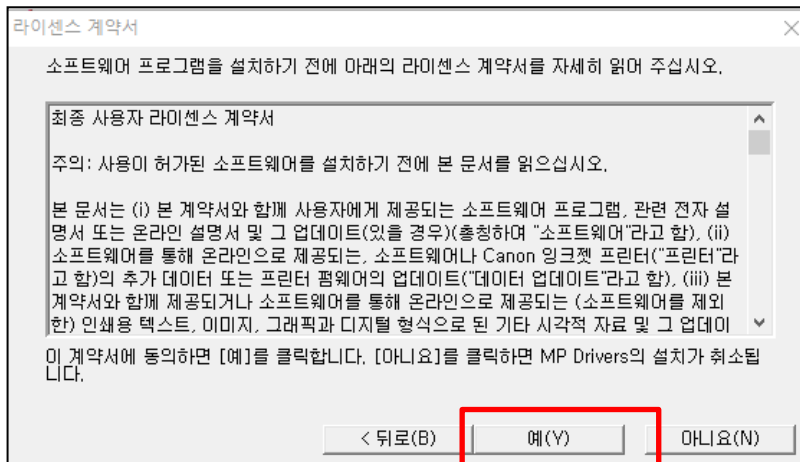 라이센스 계약서
소프트웨어 프로그램을 설치하기 전에 아래의 라이센스 계약서를 자세히 읽어 주십시오.
최종 사용자 라이센스 계약서
주의: 사용이 허가된 소프트웨어를 설치하기 전에 본 문서를 읽으십시오.
본 문서는 (i) 본 계약서와 함께 사용자에게 제공되는 소프트웨어 프로그램, 관련 전자 설
명서 또는 온라인 설명서 및 그 업데이트(있을 경우)(총칭하여 "소프트웨어"라고 함), (ii)
소프트웨어를 통해 온라인으로 제공되는, 소프트웨어나 Canon 잉크젯 프린터("프린터"라
고 함)의 추가 데이터 또는 프린터 펌웨어의 업데이트("데이터 업데이트"라고 함), (iii) 본
계약서와 함께 제공되거나 소프트웨어를 통해 온라인으로 제공되는 (소프트웨어를 제외
한) 인쇄용 텍스트, 이미지, 그래픽과 디지털 형식으로 된 기타 시각적 자료 및 그 업데이
이 계약서에 동의하면 [예]를 클릭합니다. [아니요]를 클릭하면 MP Drivers의 설치가 취소됩
니다.
< 뒤로(B) 예(Y) 아니요(N)